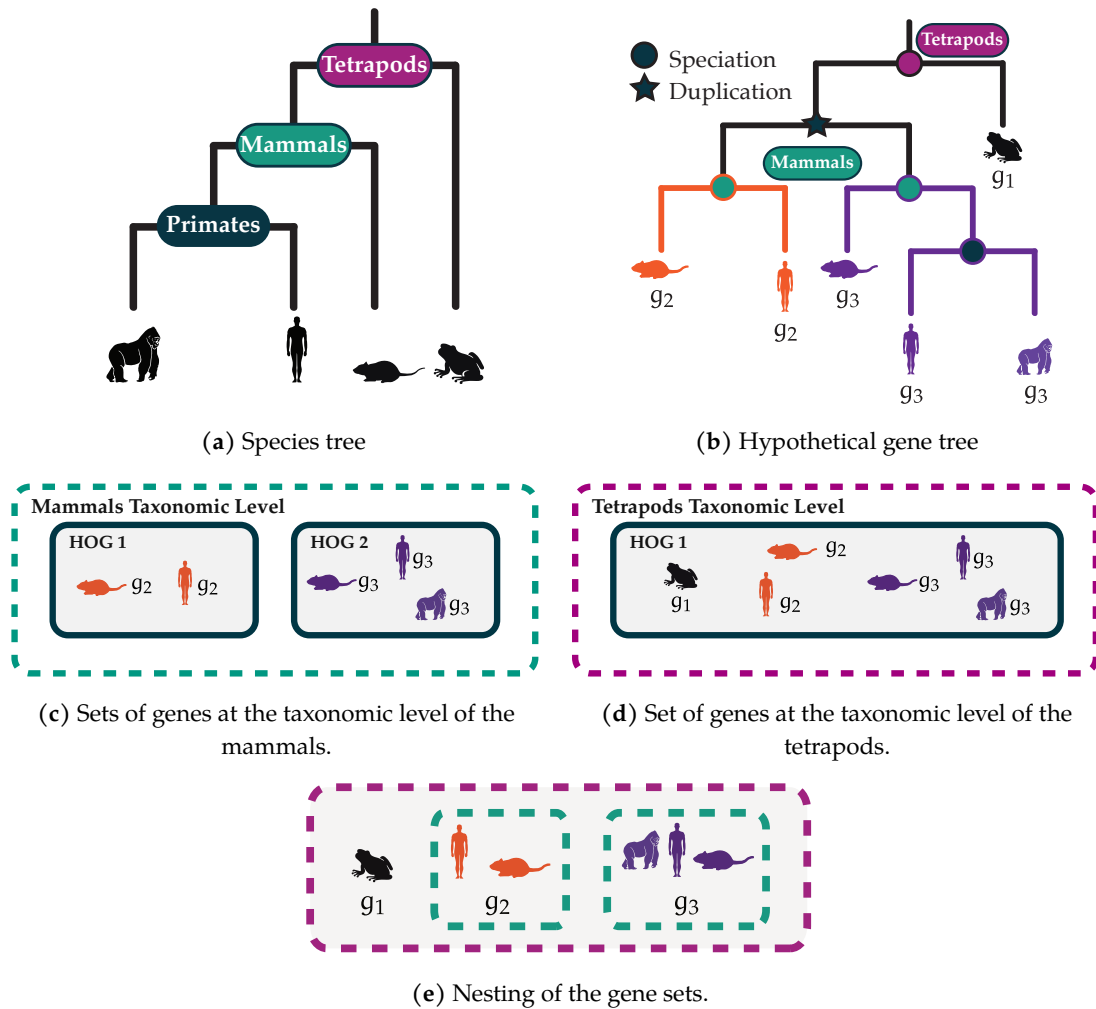 Tetrapods
Mammals
Primates
(a) Species tree
Speciation
Duplication
Tetrapods
Mammals
g1
g2
g2
g3
g3
g3
(b) Hypothetical gene tree
Mammals Taxonomic Level
HOG 1
g2
g2
HOG 2
g3
g3
g3
(c) Sets of genes at the taxonomic level of the
mammals.
Tetrapods Taxonomic Level
HOG 1
g1
g2
g2
g3
g3
g3
(d) Set of genes at the taxonomic level of the
tetrapods.
g1
g2
g3
(e) Nesting of the gene sets.